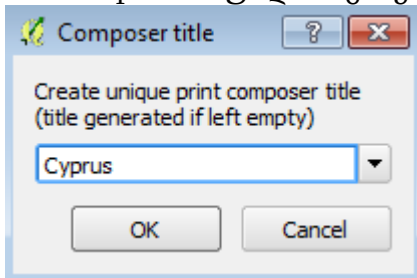 Composer title
Create unique print composer title
(title generated if left empty)
Cyprus
OK
Cancel